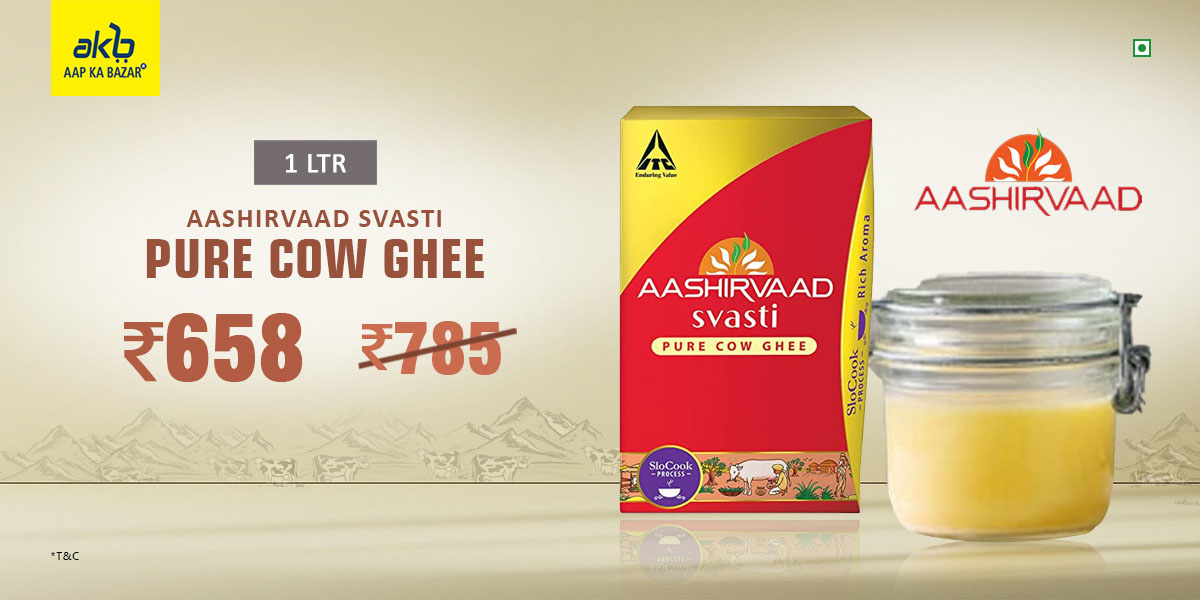 akb
AAP KA BAZAR
1 LTR
AASHIRVAAD SVASTI
PURE COW GHEE
₹658 ₹785
*T&C
ITC
Enduring Value
AASHIRVAAD
svasti
PURE COW GHEE
SloCook
PROCESS
Rich Aroma
SloCook
PROCESS
AASHIRVAAD